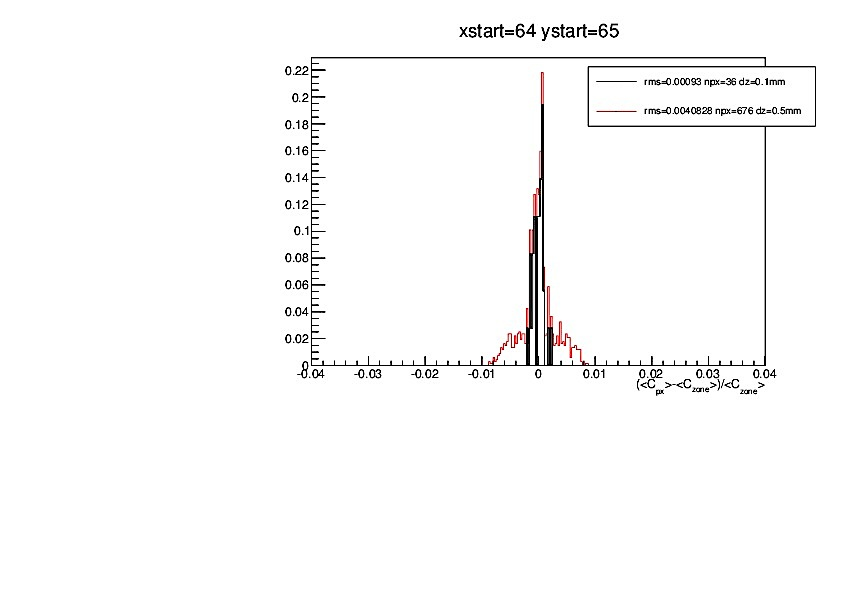 xstart=64 ystart=65
rms=0.00093 npx=36 dz=0.1mm
rms=0.0040828 npx=676 dz=0.5mm
0.22
0.2
0.18
0.16
0.14
0.12
0.1
0.08
0.06
0.04
0.02
0
-0.04 -0.03 -0.02 -0.01 0 0.01 0.02 0.03 0.04
(<C_px>-<C_zone>)/<C_zone>